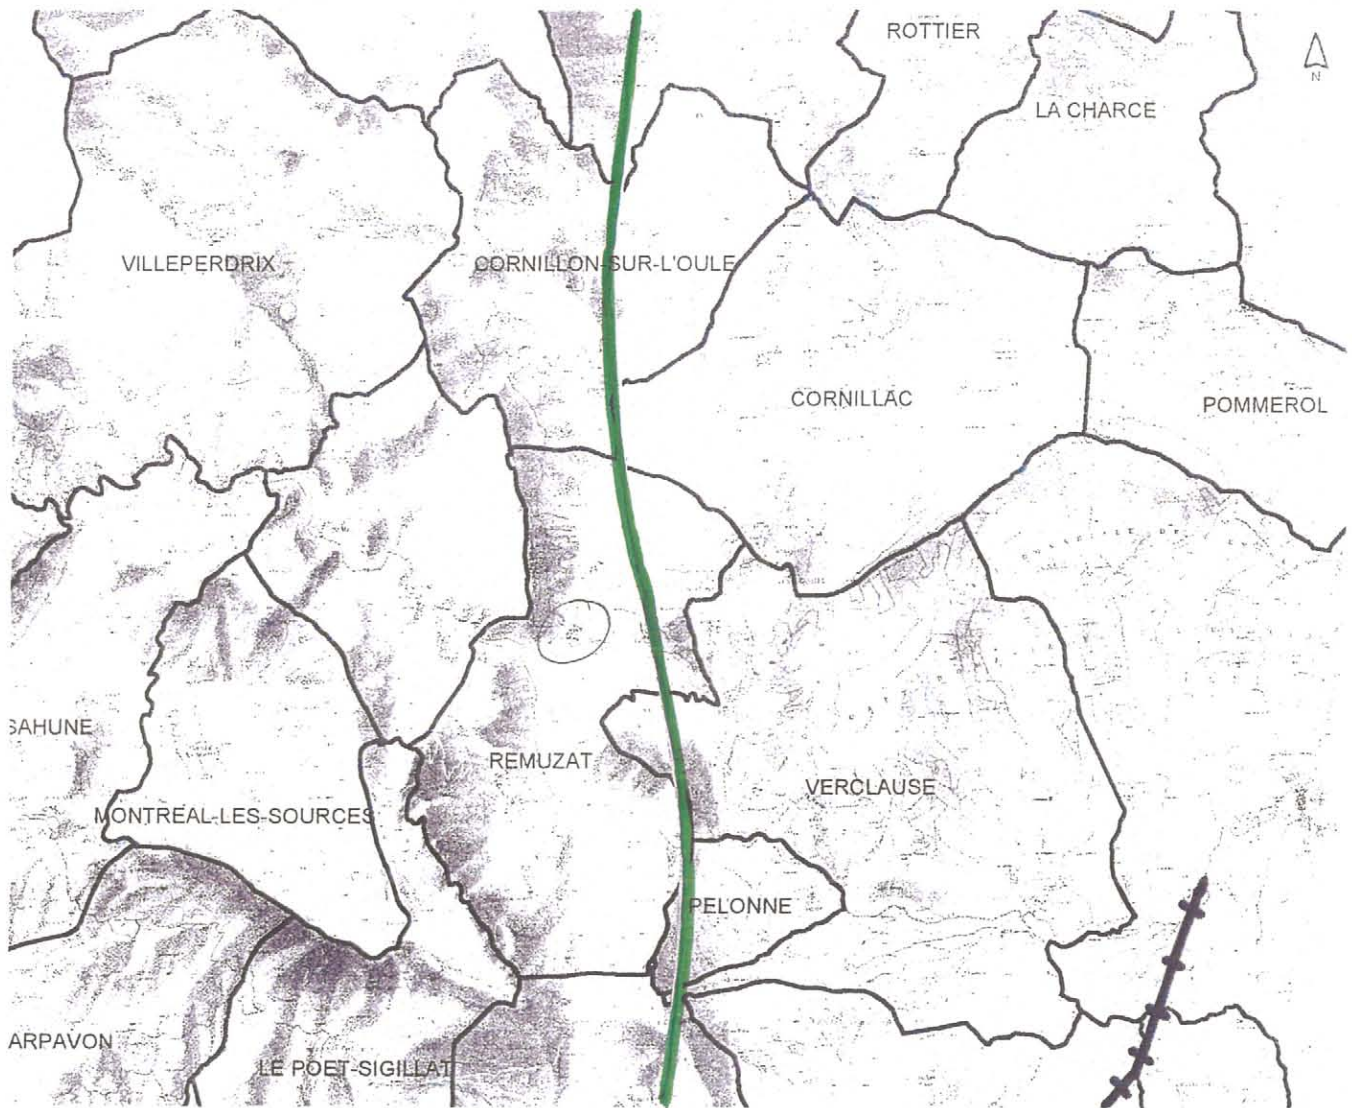 ROTTIER
N
LA CHARCE
VILLEPERDRIX
CORNILLON-SUR-L'OULE
CORNILLAC
POMMEROL
SAHUNE
REMUZAT
VERCLAUSE
MONTREAL-LES-SOURCES
PELONNE
ARPAVON
LE POET-SIGILLAT